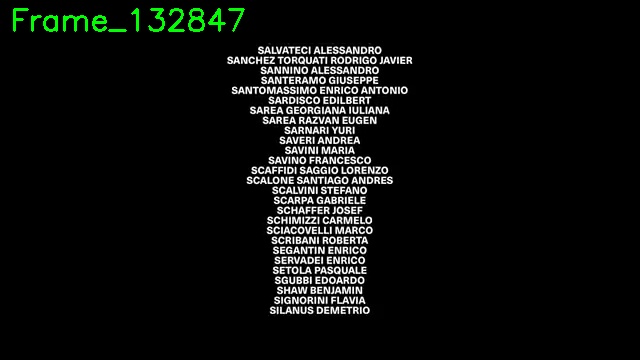 Frame_132847
SALVATECI ALESSANDRO
SANCHEZ TORQUATI RODRIGO JAVIER
SANNINO ALESSANDRO
SANTERAMO GIUSEPPE
SANTOMASSIMO ENRICO ANTONIO
SARDISCO EDILBERT
SAREA GEORGIANA IULIANA
SAREA RAZVAN EUGEN
SARNARI YURI
SAVERI ANDREA
SAVINI MARIA
SAVINO FRANCESCO
SCAFFIDI SAGGIO LORENZO
SCALONE SANTIAGO ANDRES
SCALVINI STEFANO
SCARPA GABRIELE
SCHAFFER JOSEF
SCHIMIZZI CARMELO
SCIACOVELLI MARCO
SCRIBANI ROBERTA
SEGANTIN ENRICO
SERVADEI ENRICO
SETOLA PASQUALE
SGUBBI EDOARDO
SHAW BENJAMIN
SIGNORINI FLAVIA
SILANUS DEMETRIO